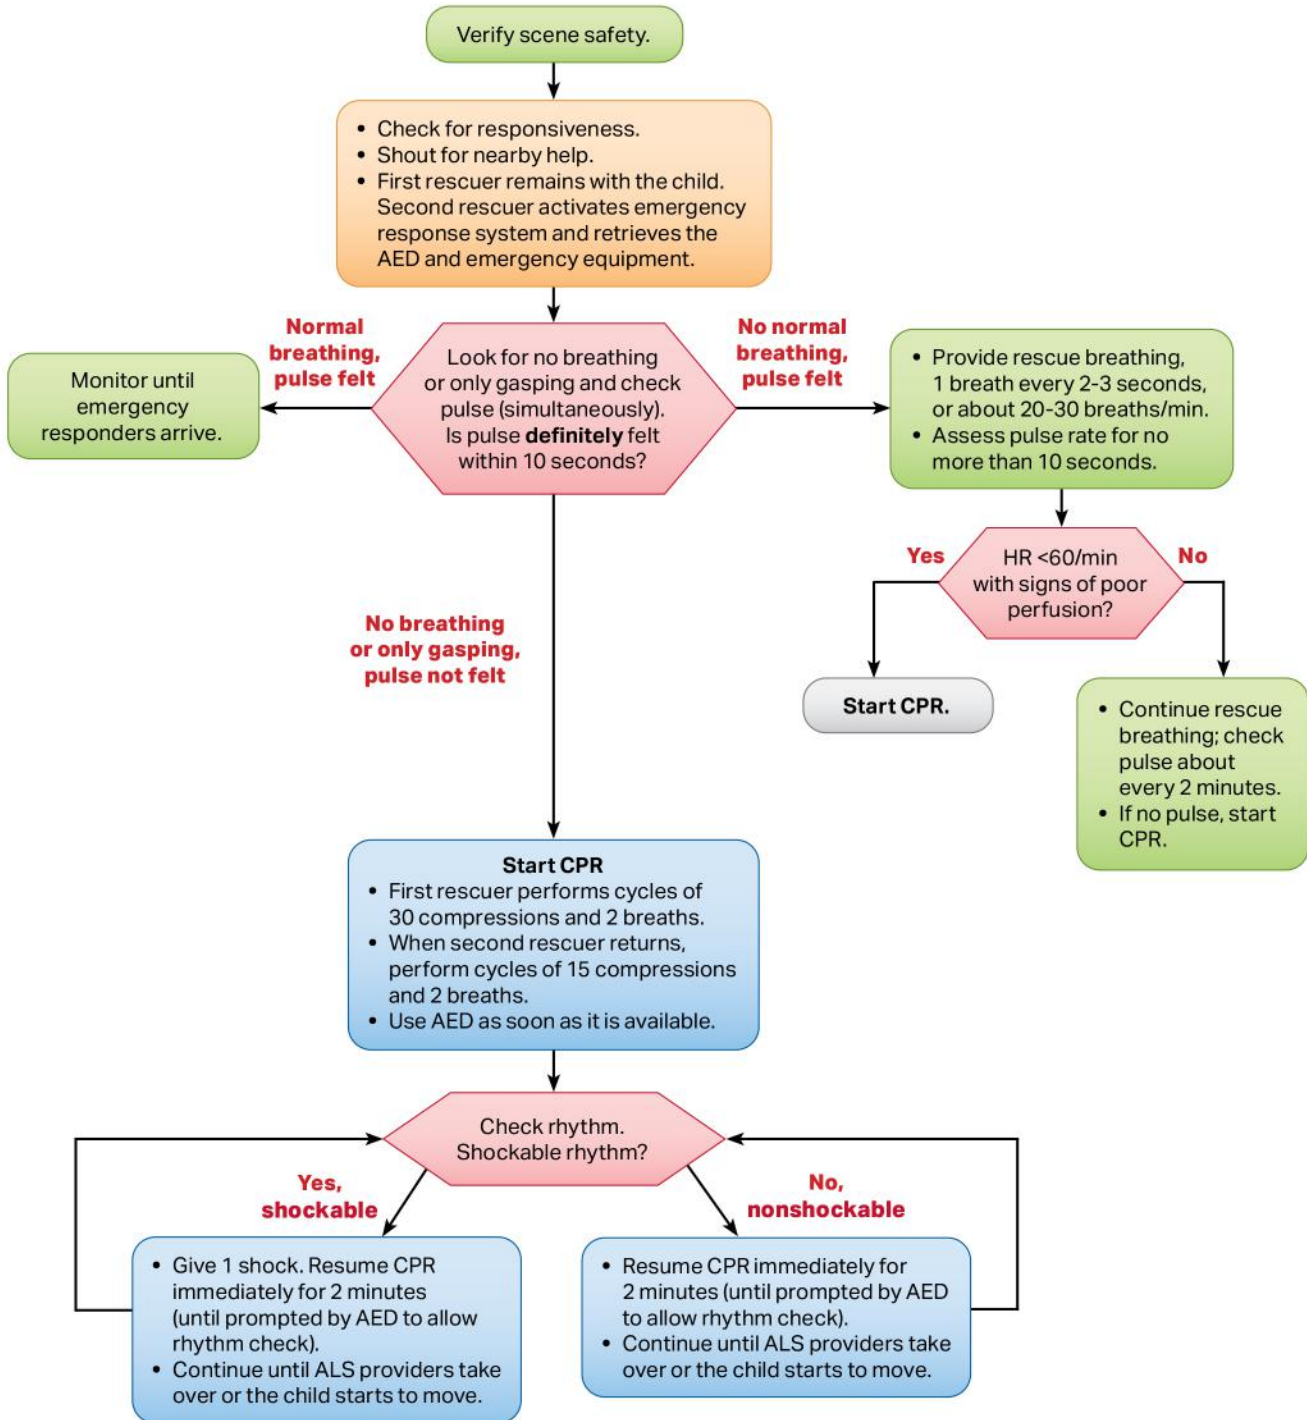 Verify scene safety.
• Check for responsiveness.
• Shout for nearby help.
• First rescuer remains with the child.
Second rescuer activates emergency
response system and retrieves the
AED and emergency equipment.
Normal
breathing,
pulse felt
Look for no breathing
or only gasping and check
pulse (simultaneously).
Is pulse definitely felt
within 10 seconds?
No normal
breathing,
pulse felt
Monitor until
emergency
responders arrive.
• Provide rescue breathing,
1 breath every 2-3 seconds,
or about 20-30 breaths/min.
• Assess pulse rate for no
more than 10 seconds.
Yes
HR <60/min
with signs of poor
perfusion?
No
No breathing
or only gasping,
pulse not felt
Start CPR.
• Continue rescue
breathing; check
pulse about
every 2 minutes.
• If no pulse, start
CPR.
Start CPR
• First rescuer performs cycles of
30 compressions and 2 breaths.
• When second rescuer returns,
perform cycles of 15 compressions
and 2 breaths.
• Use AED as soon as it is available.
Check rhythm.
Shockable rhythm?
Yes,
shockable
No,
nonshockable
• Give 1 shock. Resume CPR
immediately for 2 minutes
(until prompted by AED to allow
rhythm check).
• Continue until ALS providers take
over or the child starts to move.
• Resume CPR immediately for
2 minutes (until prompted by AED
to allow rhythm check).
• Continue until ALS providers take
over or the child starts to move.